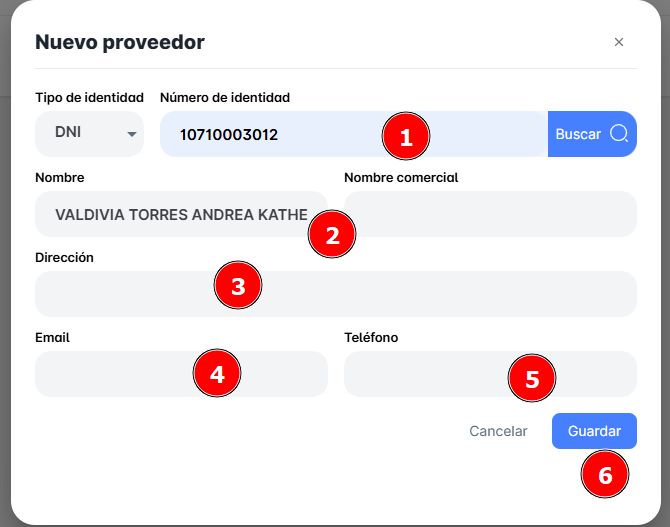 Nuevo proveedor ×
Tipo de identidad Número de identidad
DNI 10710003012 1 Buscar
Nombre Nombre comercial
VALDIVIA TORRES ANDREA KATHE 2
Dirección
3
Email Teléfono
4 5
Cancelar Guardar
6